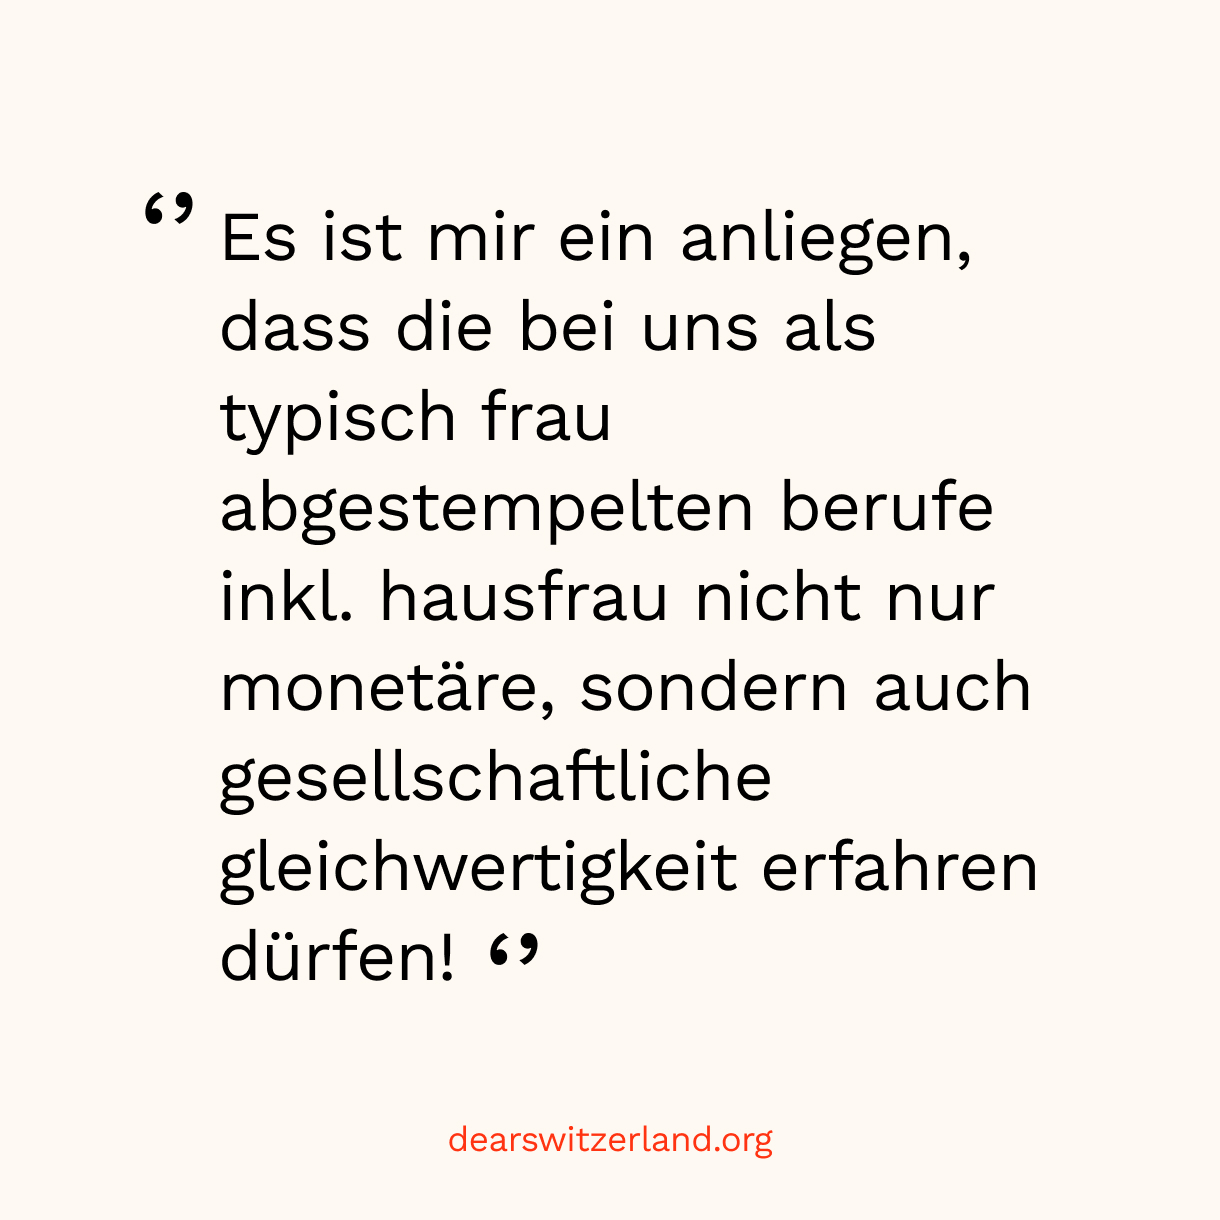 ‘’ Es ist mir ein anliegen,
dass die bei uns als
typisch frau
abgestempelten berufe
inkl. hausfrau nicht nur
monetäre, sondern auch
gesellschaftliche
gleichwertigkeit erfahren
dürfen! ‘’
dearswitzerland.org